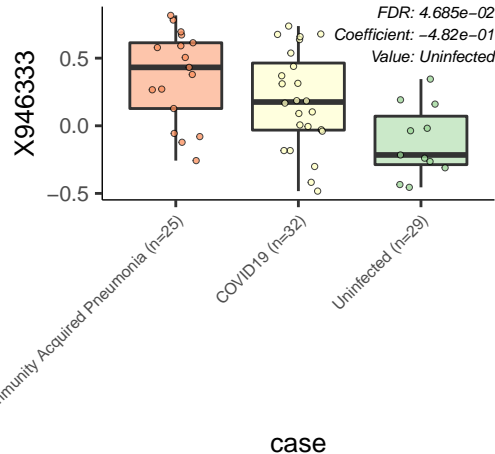 FDR: 4.685e−02
Coefficient: −4.82e−01
Value: Uninfected
X946333
0.5
0.0
−0.5
Acquired Pneumonia (n=25)
COVID19 (n=32)
Uninfected (n=29)
case